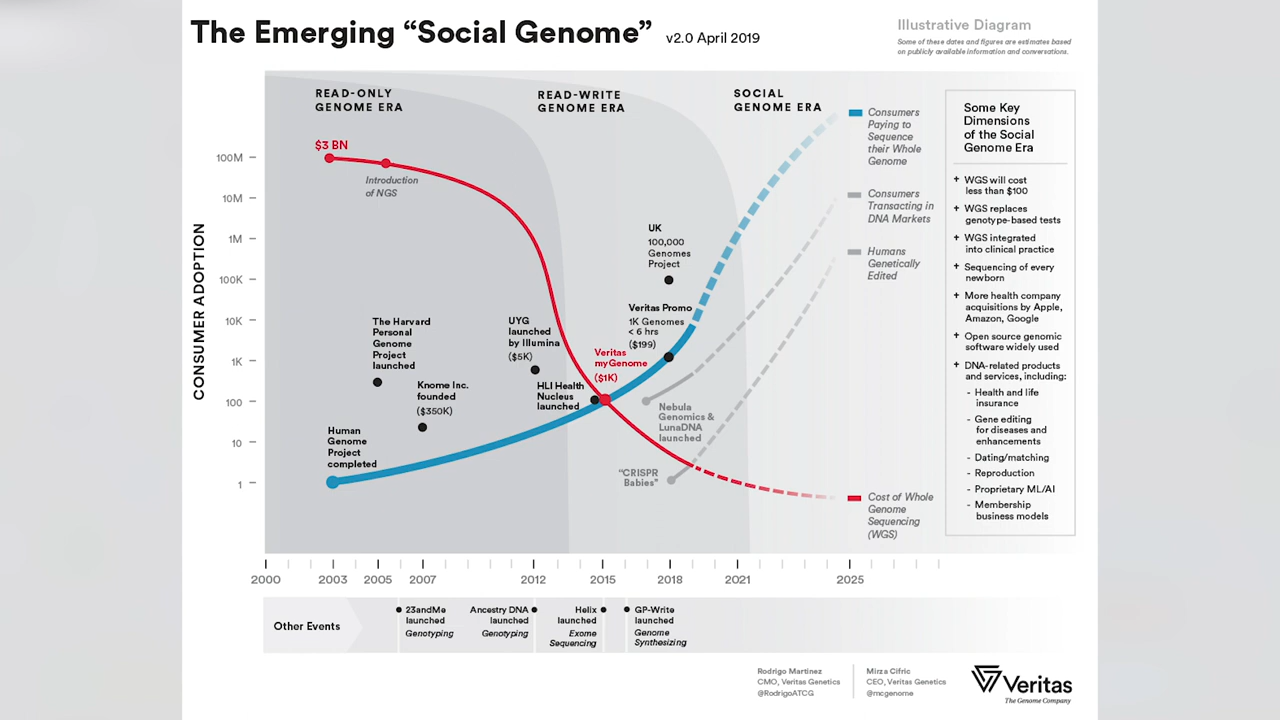 The Emerging “Social Genome” v2.0 April 2019
Illustrative Diagram
Some of these dates and figures are estimates based
on publicly available information and conversations.
READ-ONLY
GENOME ERA
READ-WRITE
GENOME ERA
SOCIAL
GENOME ERA
CONSUMER ADOPTION
100M
10M
1M
100K
10K
1K
100
10
1
$3 BN
Introduction
of NGS
The Harvard
Personal
Genome
Project
launched
Knome Inc.
founded
($350K)
Human
Genome
Project
completed
UYG
launched
by Illumina
($5K)
HLI Health
Nucleus
launched
Veritas
myGenome
($1K)
UK
100,000
Genomes
Project
Veritas Promo
1K Genomes
< 6 hrs
($199)
Nebula
Genomics &
LunaDNA
launched
“CRISPR
Babies”
Consumers
Paying to
Sequence
their Whole
Genome
Consumers
Transacting in
DNA Markets
Humans
Genetically
Edited
Cost of Whole
Genome
Sequencing
(WGS)
Some Key
Dimensions
of the Social
Genome Era
+ WGS will cost
less than $100
+ WGS replaces
genotype-based tests
+ WGS integrated
into clinical practice
+ Sequencing of every
newborn
+ More health company
acquisitions by Apple,
Amazon, Google
+ Open source genomic
software widely used
+ DNA-related products
and services, including:
- Health and life
insurance
- Gene editing
for diseases and
enhancements
- Dating/matching
- Reproduction
- Proprietary ML/AI
- Membership
business models
2000 2003 2005 2007 2012 2015 2018 2021 2025
Other Events
23andMe
launched
Genotyping
Ancestry DNA
launched
Genotyping
Helix
launched
Exome
Sequencing
GP-Write
launched
Genome
Synthesizing
Rodrigo Martinez
CMO, Veritas Genetics
@RodrigoATCG
Mirza Cifric
CEO, Veritas Genetics
@mcgenome
Veritas
The Genome Company